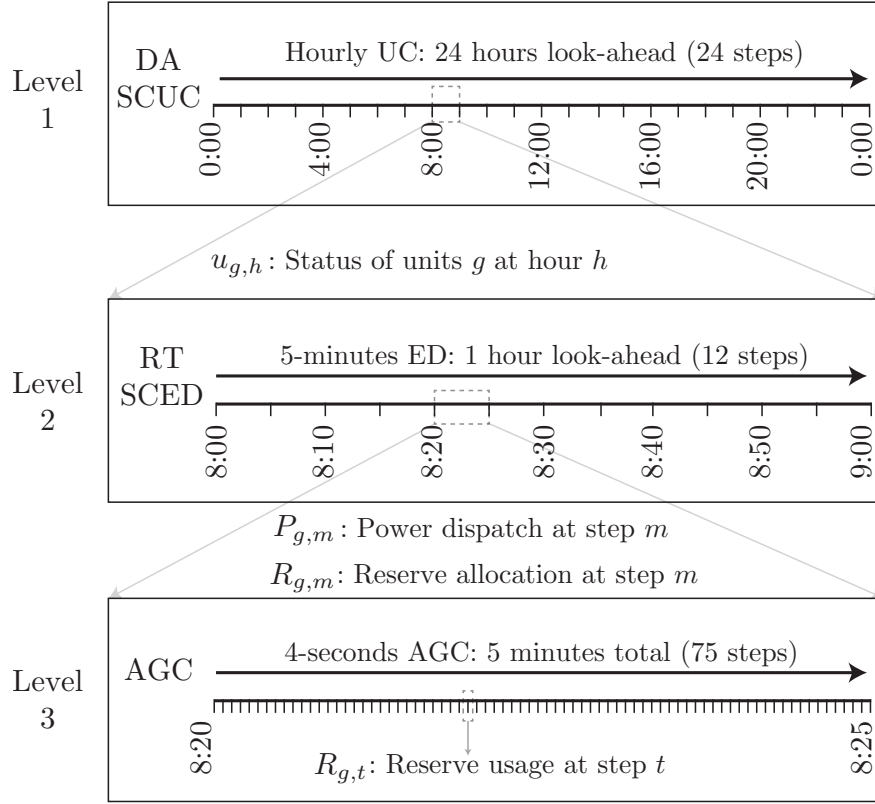 Level
1
DA
SCUC
Hourly UC: 24 hours look-ahead (24 steps)
0:00
4:00
8:00
12:00
16:00
20:00
0:00
u_{g,h}: Status of units g at hour h
Level
2
RT
SCED
5-minutes ED: 1 hour look-ahead (12 steps)
8:00
8:10
8:20
8:30
8:40
8:50
9:00
P_{g,m}: Power dispatch at step m
R_{g,m}: Reserve allocation at step m
Level
3
AGC
4-seconds AGC: 5 minutes total (75 steps)
8:20
8:25
R_{g,t}: Reserve usage at step t